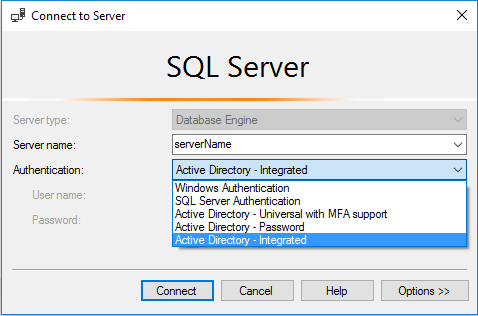 Connect to Server
SQL Server
Server type: Database Engine
Server name: serverName
Authentication: Active Directory - Integrated
Windows Authentication
SQL Server Authentication
User name:
Active Directory - Universal with MFA support
Password:
Active Directory - Password
Active Directory - Integrated
Connect Cancel Help Options >>